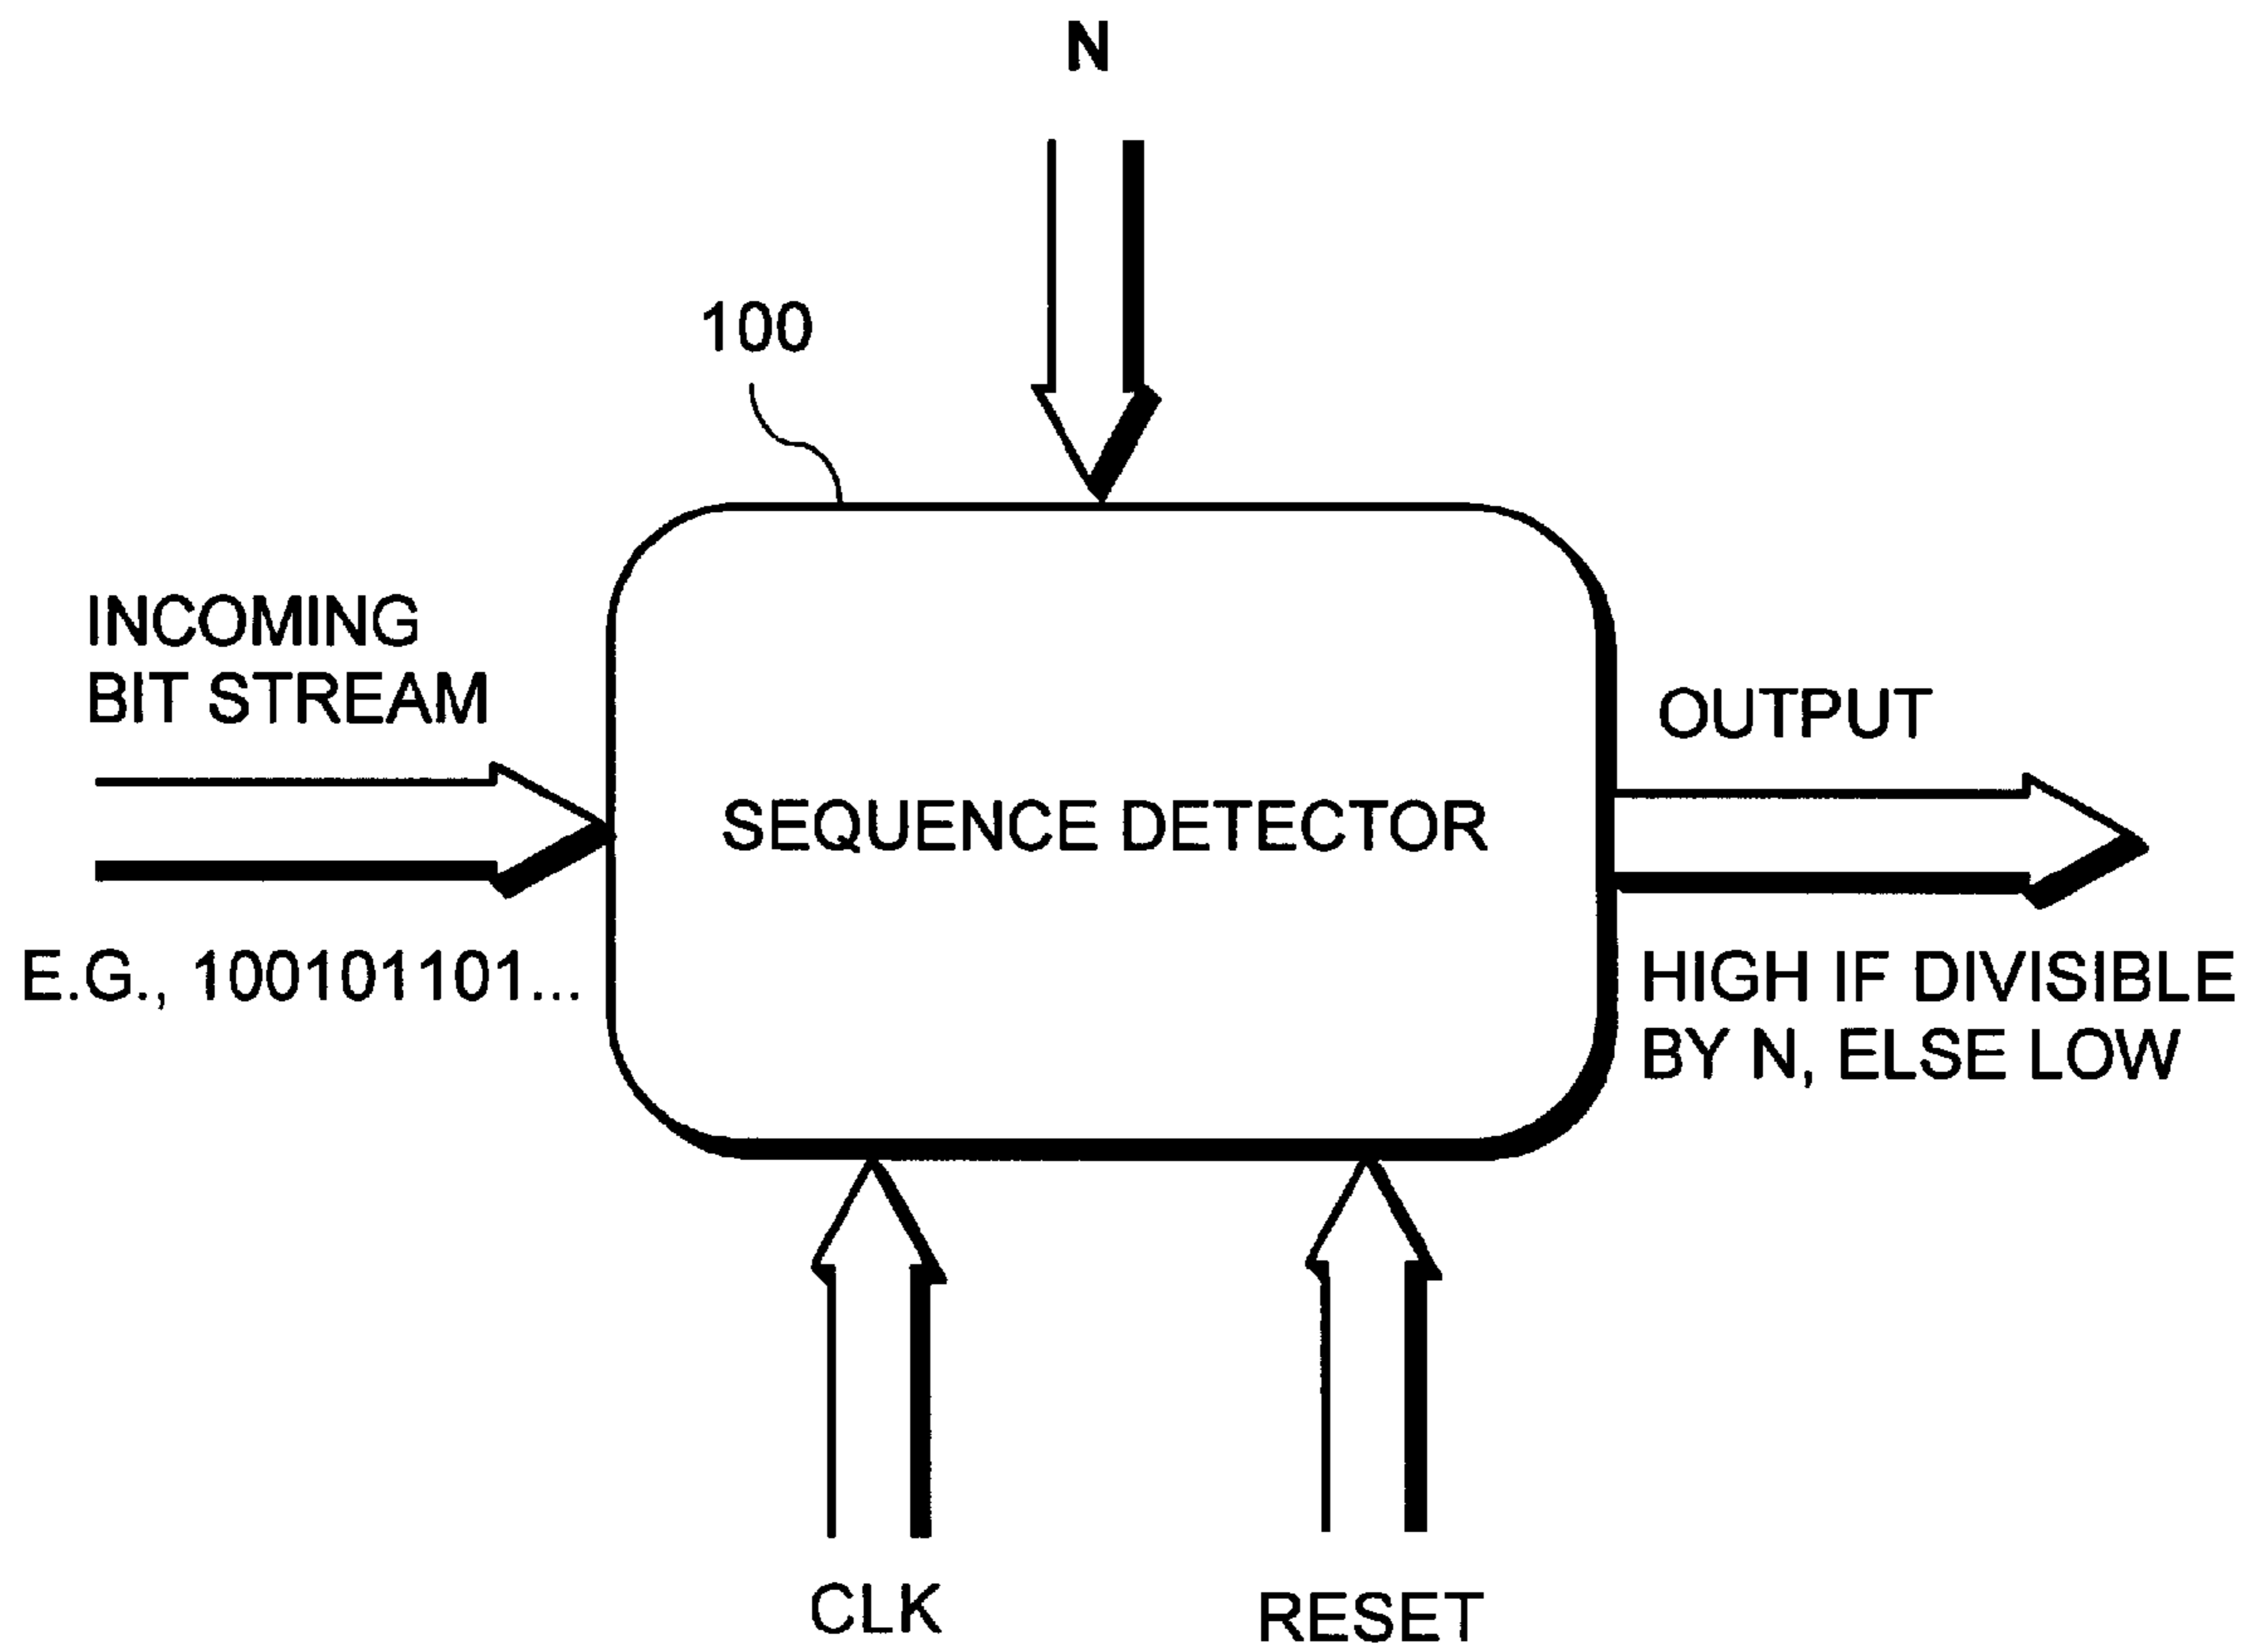 N
100
INCOMING
BIT STREAM
OUTPUT
SEQUENCE DETECTOR
E.G., 100101101...
HIGH IF DIVISIBLE
BY N, ELSE LOW
CLK
RESET